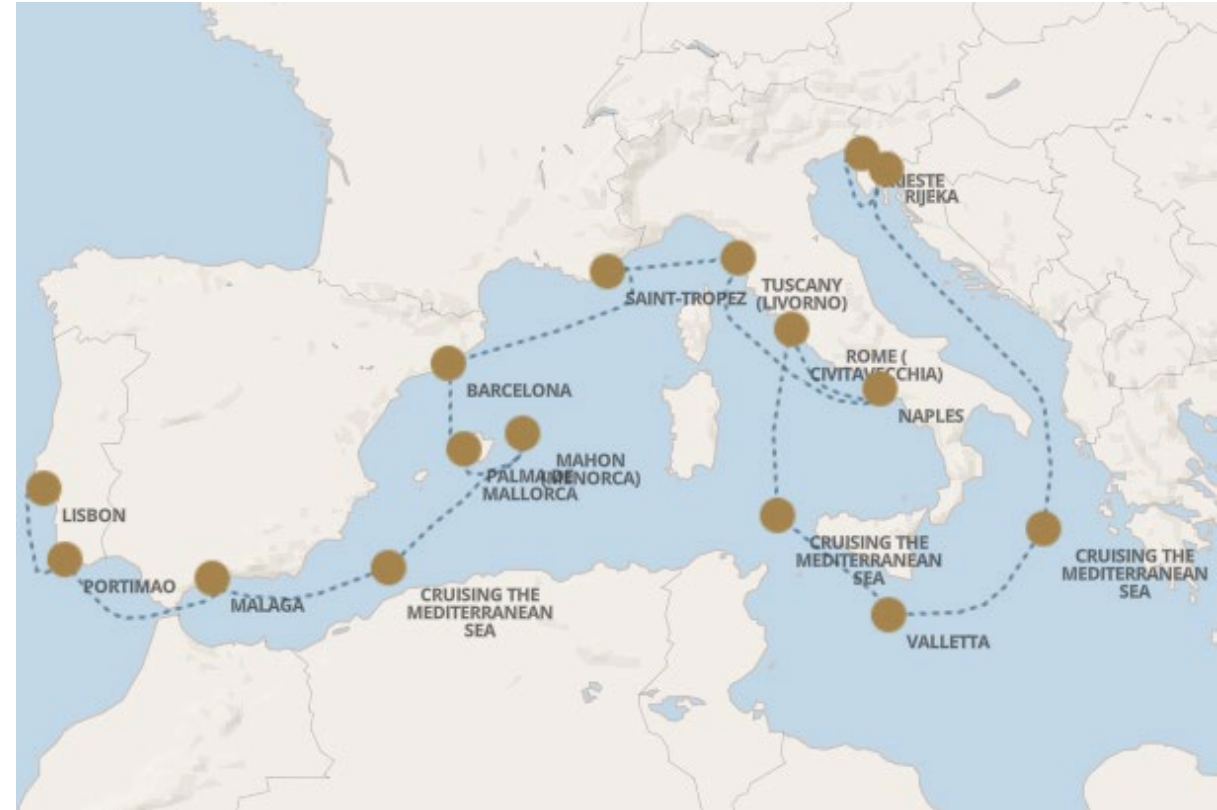 RIESTE
RIJEKA
TUSCANY
(LIVORNO)
SAINT-TROPEZ
ROME (
CIVITAVECCHIA)
BARCELONA
NAPLES
MAHON
MENORCA)
PALMA DE
MALLORCA
LISBON
CRUISING THE
MEDITERRANEAN
SEA
CRUISING THE
MEDITERRANEAN
SEA
PORTIMAO
MALAGA
CRUISING THE
MEDITERRANEAN
SEA
VALLETTA